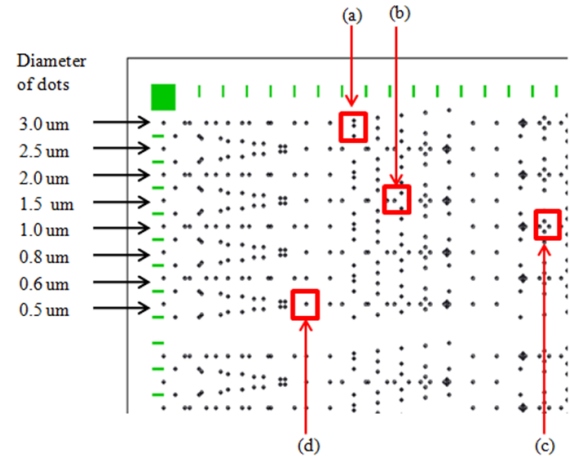 (a)
(b)
Diameter
of dots
3.0 um
2.5 um
2.0 um
1.5 um
1.0 um
0.8 um
0.6 um
0.5 um
(d)
(c)